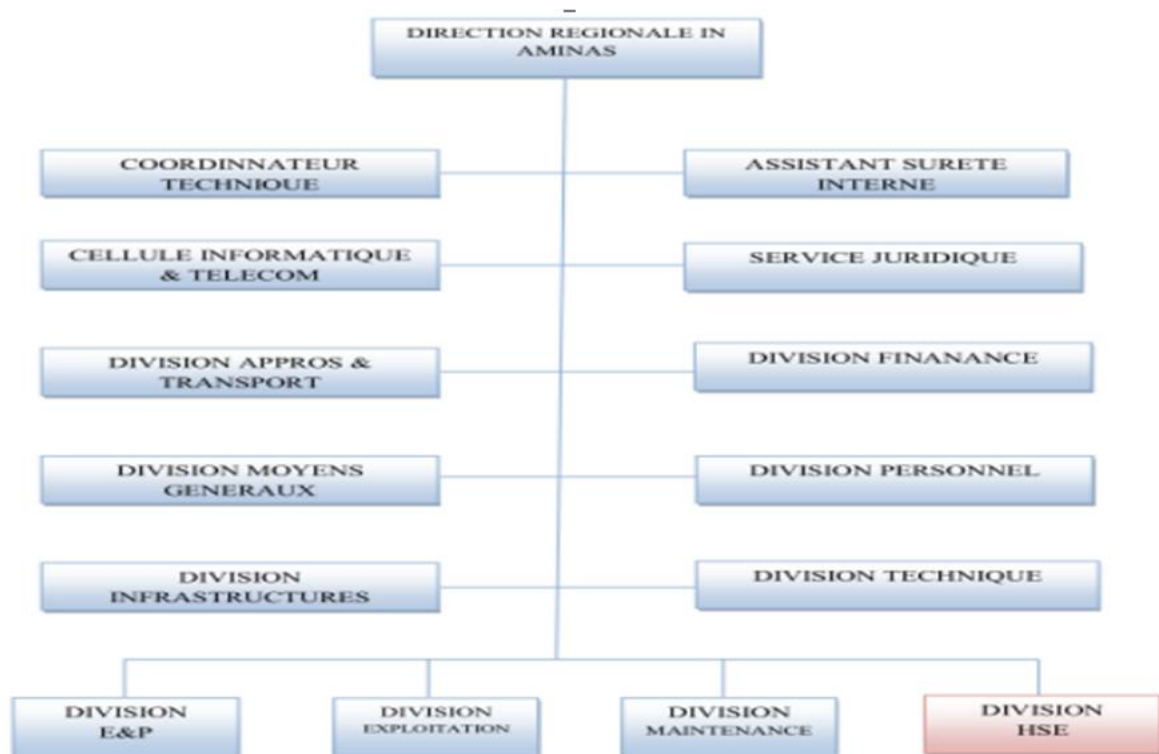 DIRECTION REGIONALE IN
AMINAS
COORDINNATEUR
TECHNIQUE
ASSISTANT SURETE
INTERNE
CELLULE INFORMATIQUE
& TELECOM
SERVICE JURIDIQUE
DIVISION APPROS &
TRANSPORT
DIVISION FINANANCE
DIVISION MOYENS
GENERAUX
DIVISION PERSONNEL
DIVISION
INFRASTRUCTURES
DIVISION TECHNIQUE
DIVISION
E&P
DIVISION
EXPLOITATION
DIVISION
MAINTENANCE
DIVISION
HSE